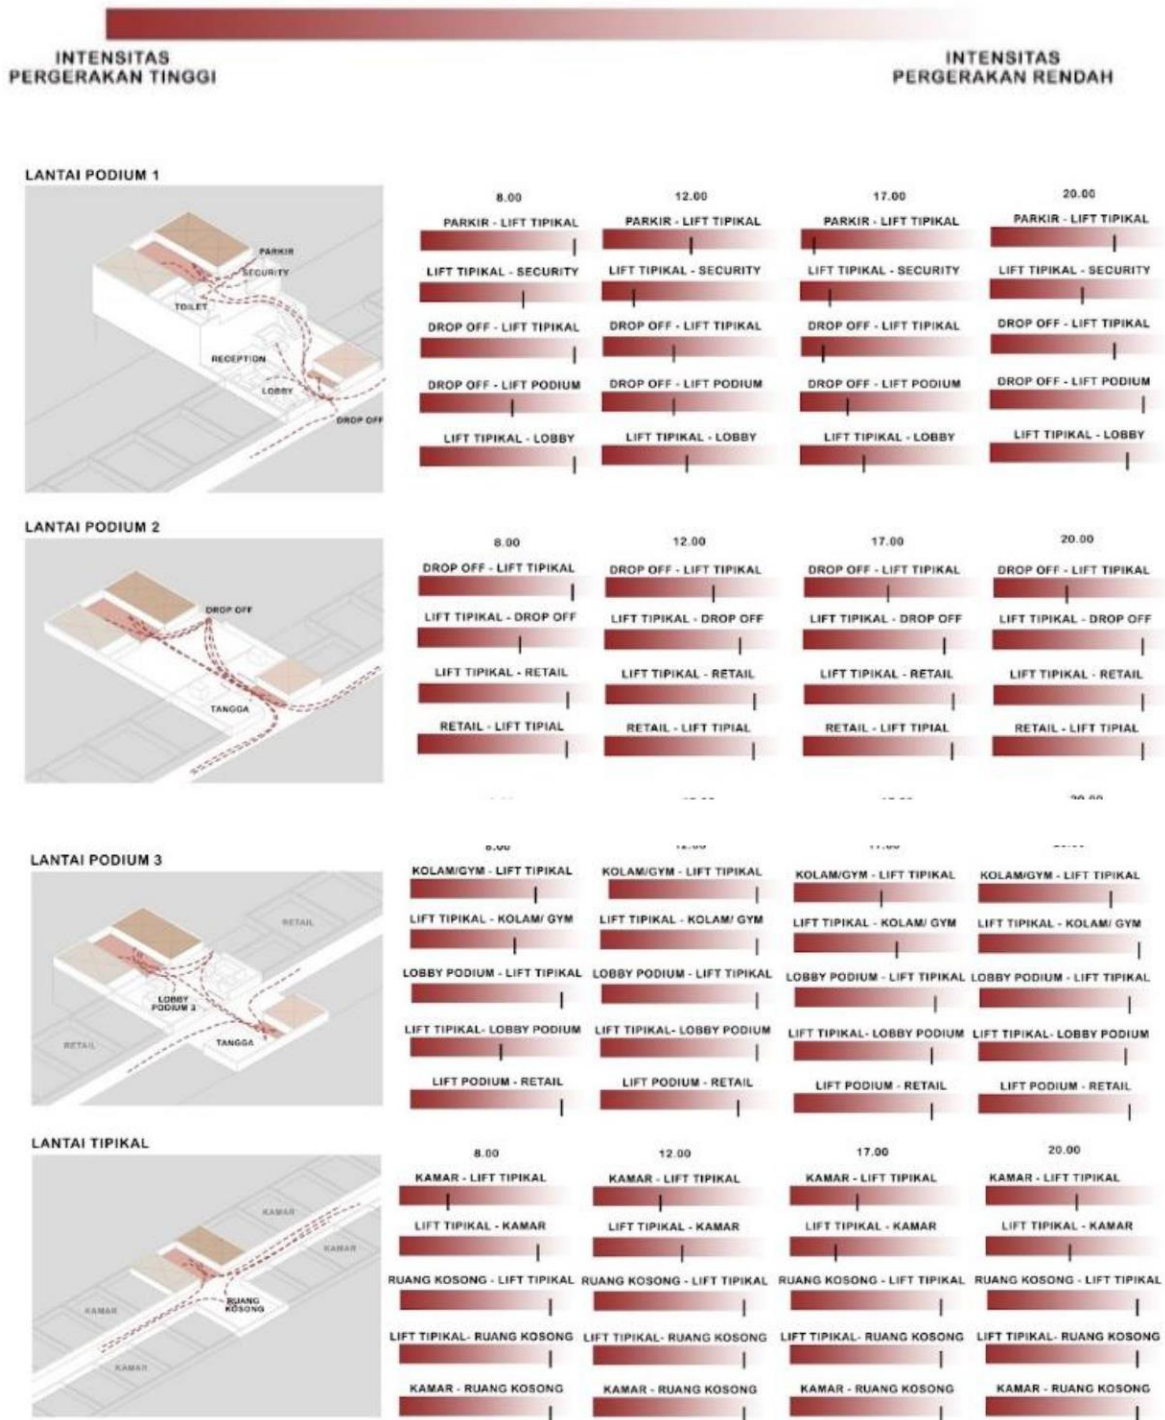 INTENSITAS
PERGERAKAN TINGGI
INTENSITAS
PERGERAKAN RENDAH
LANTAI PODIUM 1
PARKIR
SECURITY
TOILET
RECEPTION
LOBBY
DROP OFF
8.00 12.00 17.00 20.00
PARKIR - LIFT TIPIKAL PARKIR - LIFT TIPIKAL PARKIR - LIFT TIPIKAL PARKIR - LIFT TIPIKAL
LIFT TIPIKAL - SECURITY LIFT TIPIKAL - SECURITY LIFT TIPIKAL - SECURITY LIFT TIPIKAL - SECURITY
DROP OFF - LIFT TIPIKAL DROP OFF - LIFT TIPIKAL DROP OFF - LIFT TIPIKAL DROP OFF - LIFT TIPIKAL
DROP OFF - LIFT PODIUM DROP OFF - LIFT PODIUM DROP OFF - LIFT PODIUM DROP OFF - LIFT PODIUM
LIFT TIPIKAL - LOBBY LIFT TIPIKAL - LOBBY LIFT TIPIKAL - LOBBY LIFT TIPIKAL - LOBBY
LANTAI PODIUM 2
DROP OFF
TANGGA
8.00 12.00 17.00 20.00
DROP OFF - LIFT TIPIKAL DROP OFF - LIFT TIPIKAL DROP OFF - LIFT TIPIKAL DROP OFF - LIFT TIPIKAL
LIFT TIPIKAL - DROP OFF LIFT TIPIKAL - DROP OFF LIFT TIPIKAL - DROP OFF LIFT TIPIKAL - DROP OFF
LIFT TIPIKAL - RETAIL LIFT TIPIKAL - RETAIL LIFT TIPIKAL - RETAIL LIFT TIPIKAL - RETAIL
RETAIL - LIFT TIPIAL RETAIL - LIFT TIPIAL RETAIL - LIFT TIPIAL RETAIL - LIFT TIPIAL
LANTAI PODIUM 3
RETAIL
LOBBY
PODIUM 3
RETAIL
TANGGA
8.00 12.00 17.00
KOLAM/GYM - LIFT TIPIKAL KOLAM/GYM - LIFT TIPIKAL KOLAM/GYM - LIFT TIPIKAL KOLAM/GYM - LIFT TIPIKAL
LIFT TIPIKAL - KOLAM/ GYM LIFT TIPIKAL - KOLAM/ GYM LIFT TIPIKAL - KOLAM/ GYM LIFT TIPIKAL - KOLAM/ GYM
LOBBY PODIUM - LIFT TIPIKAL LOBBY PODIUM - LIFT TIPIKAL LOBBY PODIUM - LIFT TIPIKAL LOBBY PODIUM - LIFT TIPIKAL
LIFT TIPIKAL- LOBBY PODIUM LIFT TIPIKAL- LOBBY PODIUM LIFT TIPIKAL- LOBBY PODIUM LIFT TIPIKAL- LOBBY PODIUM
LIFT PODIUM - RETAIL LIFT PODIUM - RETAIL LIFT PODIUM - RETAIL LIFT PODIUM - RETAIL
LANTAI TIPIKAL
KAMAR
KAMAR
RUANG
KOSONG
KAMAR
KAMAR
8.00 12.00 17.00 20.00
KAMAR - LIFT TIPIKAL KAMAR - LIFT TIPIKAL KAMAR - LIFT TIPIKAL KAMAR - LIFT TIPIKAL
LIFT TIPIKAL - KAMAR LIFT TIPIKAL - KAMAR LIFT TIPIKAL - KAMAR LIFT TIPIKAL - KAMAR
RUANG KOSONG - LIFT TIPIKAL RUANG KOSONG - LIFT TIPIKAL RUANG KOSONG - LIFT TIPIKAL RUANG KOSONG - LIFT TIPIKAL
LIFT TIPIKAL- RUANG KOSONG LIFT TIPIKAL- RUANG KOSONG LIFT TIPIKAL- RUANG KOSONG LIFT TIPIKAL- RUANG KOSONG
KAMAR - RUANG KOSONG KAMAR - RUANG KOSONG KAMAR - RUANG KOSONG KAMAR - RUANG KOSONG